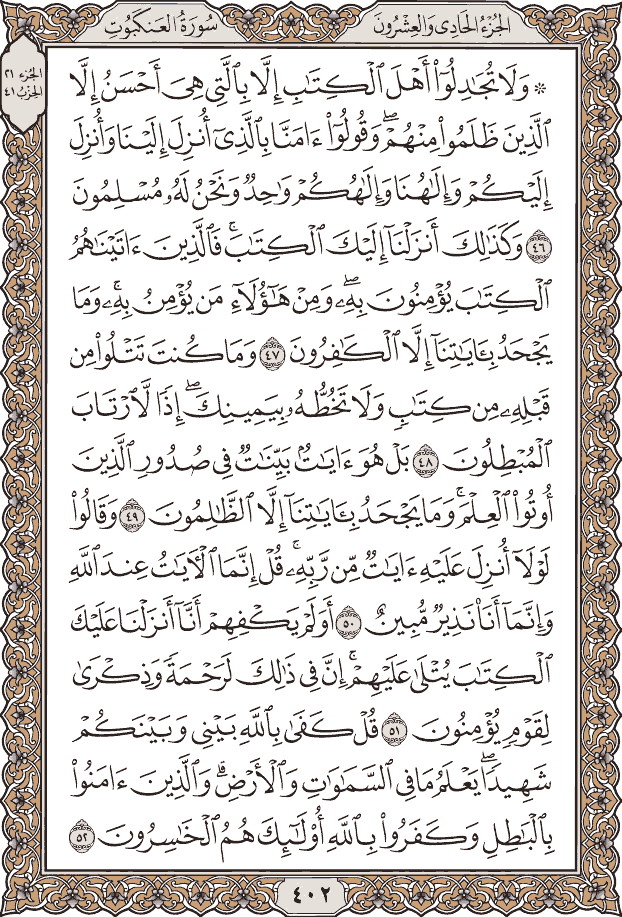 سُورَةُ العَنكَبُوتِ
الجُزْءُ الحَادِى وَالعِشْرُونَ
الجُزء ٢١
الحِزب ٤١
۞ وَلَا تُجَٰدِلُوٓاْ أَهۡلَ ٱلۡكِتَٰبِ إِلَّا بِٱلَّتِي هِيَ أَحۡسَنُ إِلَّا
ٱلَّذِينَ ظَلَمُواْ مِنۡهُمۡۖ وَقُولُوٓاْ ءَامَنَّا بِٱلَّذِيٓ أُنزِلَ إِلَيۡنَا وَأُنزِلَ
إِلَيۡكُمۡ وَإِلَٰهُنَا وَإِلَٰهُكُمۡ وَٰحِدٞ وَنَحۡنُ لَهُۥ مُسۡلِمُونَ
٤٦ وَكَذَٰلِكَ أَنزَلۡنَآ إِلَيۡكَ ٱلۡكِتَٰبَۚ فَٱلَّذِينَ ءَاتَيۡنَٰهُمُ
ٱلۡكِتَٰبَ يُؤۡمِنُونَ بِهِۦۖ وَمِنۡ هَٰٓؤُلَآءِ مَن يُؤۡمِنُ بِهِۦۚ وَمَا
يَجۡحَدُ بِـَٔايَٰتِنَآ إِلَّا ٱلۡكَٰفِرُونَ ٤٧ وَمَا كُنتَ تَتۡلُواْ مِن
قَبۡلِهِۦ مِن كِتَٰبٖ وَلَا تَخُطُّهُۥ بِيَمِينِكَۖ إِذٗا لَّٱرۡتَابَ
ٱلۡمُبۡطِلُونَ ٤٨ بَلۡ هُوَ ءَايَٰتُۢ بَيِّنَٰتٞ فِي صُدُورِ ٱلَّذِينَ
أُوتُواْ ٱلۡعِلۡمَۚ وَمَا يَجۡحَدُ بِـَٔايَٰتِنَآ إِلَّا ٱلظَّٰلِمُونَ ٤٩ وَقَالُواْ
لَوۡلَآ أُنزِلَ عَلَيۡهِ ءَايَٰتٞ مِّن رَّبِّهِۦۚ قُلۡ إِنَّمَا ٱلۡأٓيَٰتُ عِندَ ٱللَّهِ
وَإِنَّمَآ أَنَا۠ نَذِيرٞ مُّبِينٌ ٥٠ أَوَلَمۡ يَكۡفِهِمۡ أَنَّآ أَنزَلۡنَا عَلَيۡكَ
ٱلۡكِتَٰبَ يُتۡلَىٰ عَلَيۡهِمۡۚ إِنَّ فِي ذَٰلِكَ لَرَحۡمَةٗ وَذِكۡرَىٰ
لِقَوۡمٖ يُؤۡمِنُونَ ٥١ قُلۡ كَفَىٰ بِٱللَّهِ بَيۡنِي وَبَيۡنَكُمۡ
شَهِيدٗاۖ يَعۡلَمُ مَا فِي ٱلسَّمَٰوَٰتِ وَٱلۡأَرۡضِۗ وَٱلَّذِينَ ءَامَنُواْ
بِٱلۡبَٰطِلِ وَكَفَرُواْ بِٱللَّهِ أُوْلَٰٓئِكَ هُمُ ٱلۡخَٰسِرُونَ ٥٢
٤٠٢